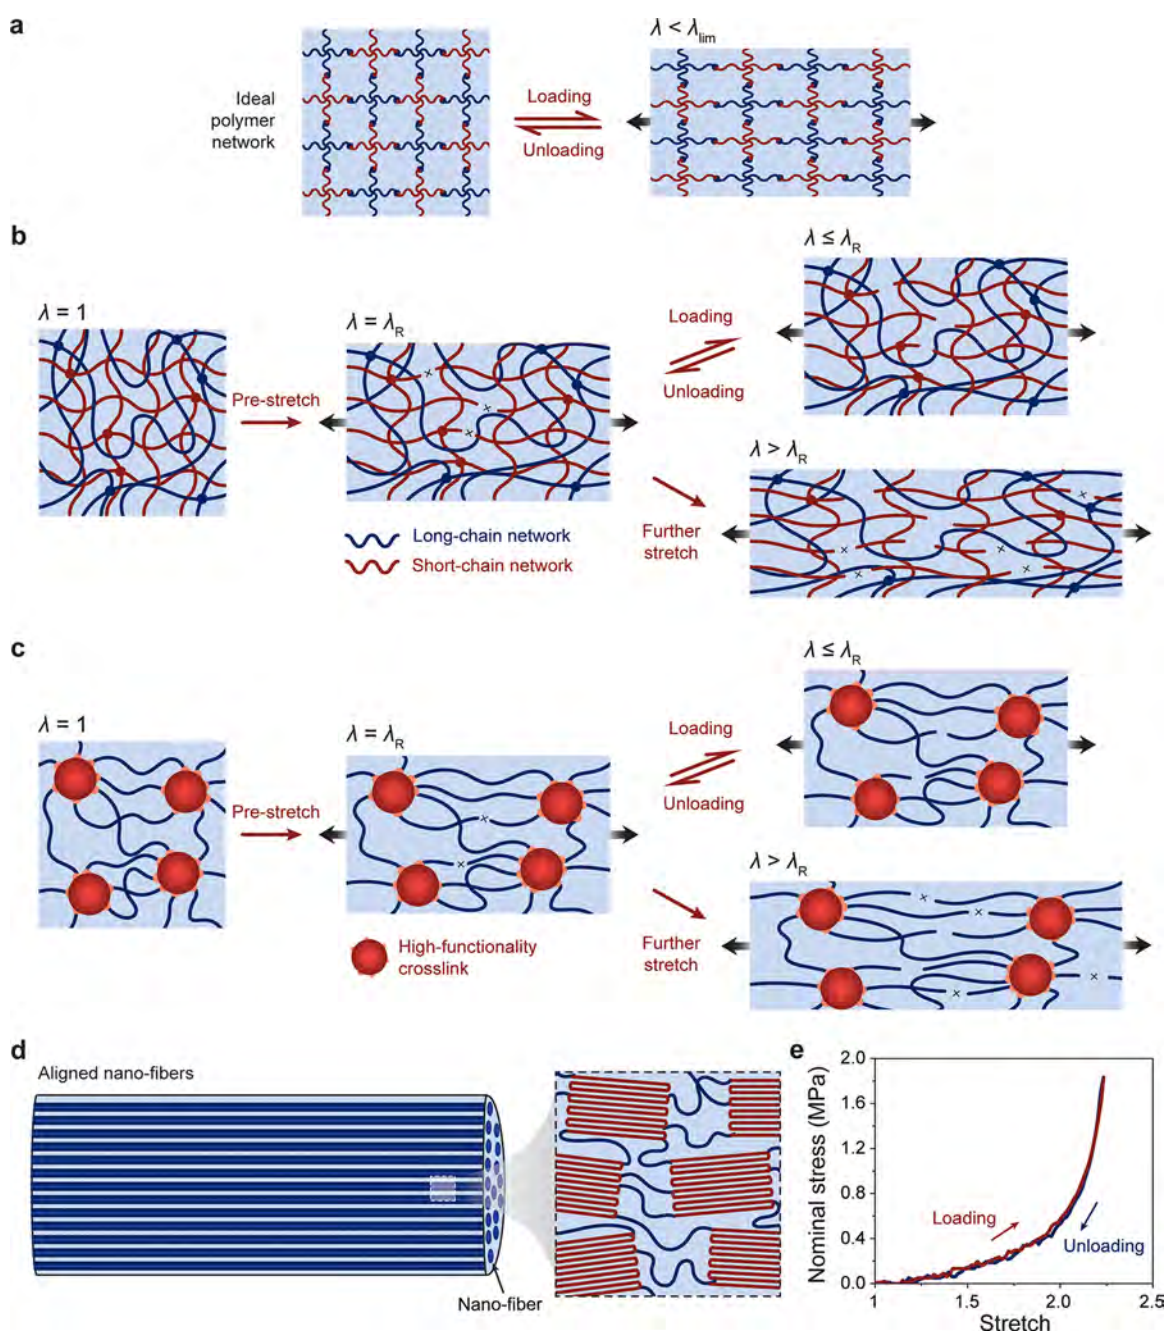 a
λ < λlim
Ideal
polymer
network
Loading
Unloading
b
λ = 1
Pre-stretch
λ = λR
Loading
Unloading
λ ≤ λR
λ > λR
Further
stretch
Long-chain network
Short-chain network
c
λ = 1
Pre-stretch
λ = λR
Loading
Unloading
λ ≤ λR
λ > λR
Further
stretch
High-functionality
crosslink
d
Aligned nano-fibers
Nano-fiber
e
Nominal stress (MPa)
2.0
1.6
1.2
0.8
0.4
0.0
Loading
Unloading
1
1.5
2.0
2.5
Stretch